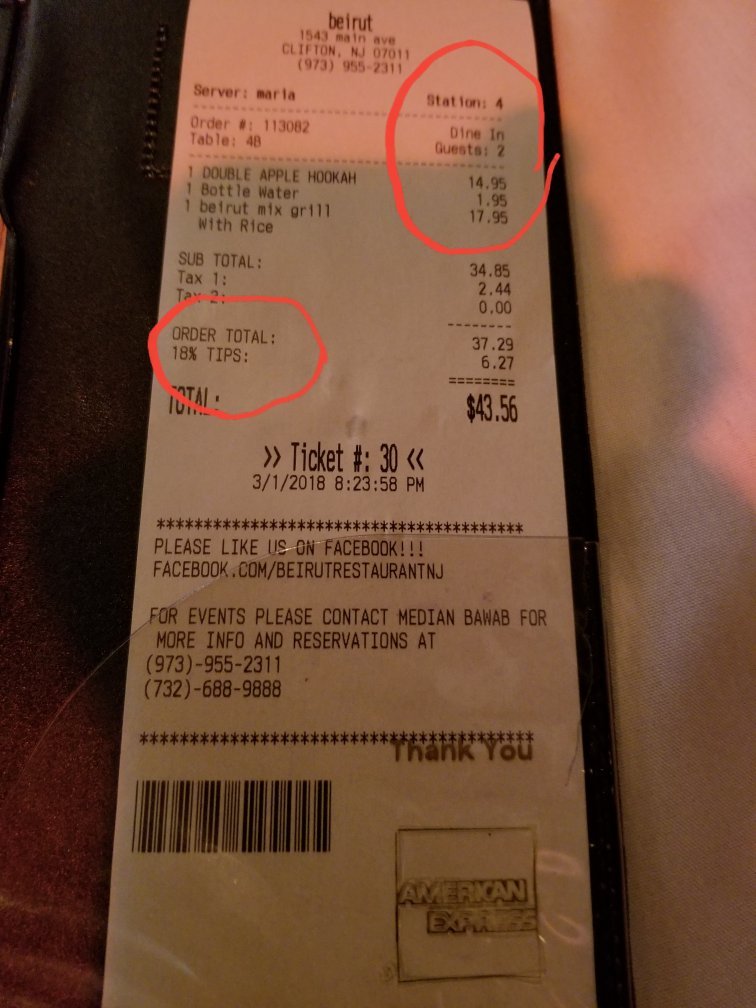 beirut
1543 main ave
CLIFTON, NJ 07011
(973) 955-2311
Server: maria Station: 4
Order #: 113082 Dine In
Table: 4B Guests: 2
1 DOUBLE APPLE HOOKAH 14.95
1 Bottle Water 1.95
1 beirut mix grill 17.95
With Rice
SUB TOTAL: 34.85
Tax 1: 2.44
Tax 2: 0.00
--------
ORDER TOTAL: 37.29
18% TIPS: 6.27
========
TOTAL: $43.56
>> Ticket #: 30 <<
3/1/2018 8:23:58 PM
****************************************
PLEASE LIKE US ON FACEBOOK!!!
FACEBOOK.COM/BEIRUTRESTAURANTNJ
FOR EVENTS PLEASE CONTACT MEDIAN BAWAB FOR
MORE INFO AND RESERVATIONS AT
(973)-955-2311
(732)-688-9888
****************************************
Thank You
AMERICAN
EXPRESS